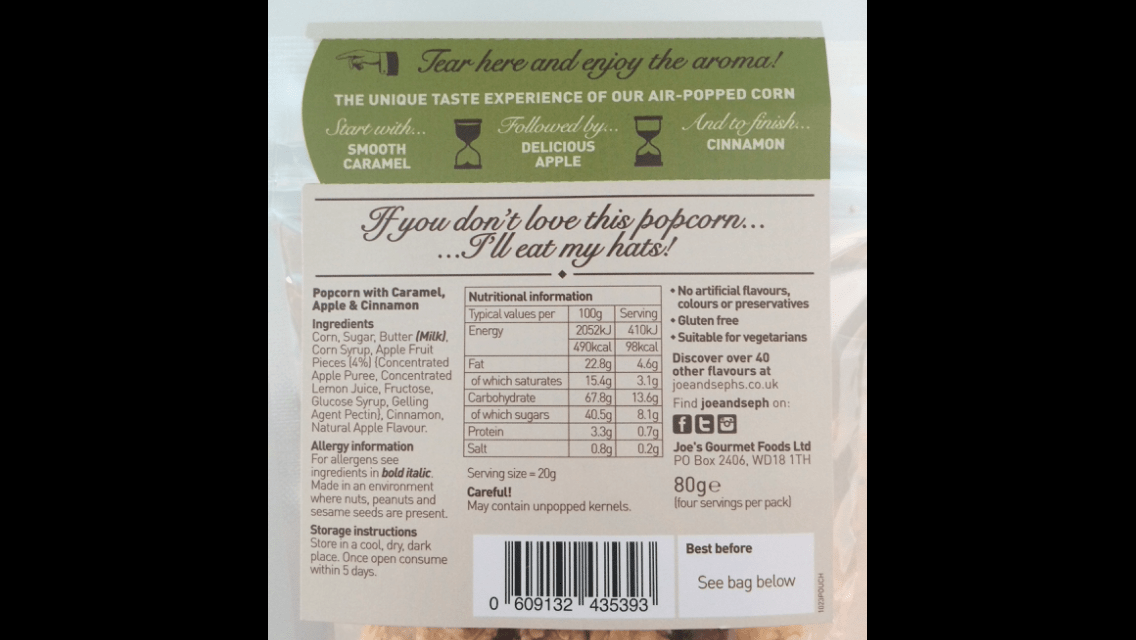 Tear here and enjoy the aroma!
THE UNIQUE TASTE EXPERIENCE OF OUR AIR-POPPED CORN
Start with...
SMOOTH
CARAMEL
Followed by...
DELICIOUS
APPLE
And to finish...
CINNAMON
If you don't love this popcorn...
...I'll eat my hats!
Popcorn with Caramel,
Apple & Cinnamon
Ingredients
Corn, Sugar, Butter (Milk),
Corn Syrup, Apple Fruit
Pieces (4%) (Concentrated
Apple Puree, Concentrated
Lemon Juice, Fructose,
Glucose Syrup, Gelling
Agent Pectin), Cinnamon,
Natural Apple Flavour.
Allergy information
For allergens see
ingredients in bold italic.
Made in an environment
where nuts, peanuts and
sesame seeds are present.
Storage instructions
Store in a cool, dry, dark
place. Once open consume
within 5 days.
Nutritional information
Typical values per 100g Serving
Energy 2052kJ 410kJ
490kcal 98kcal
Fat 22.8g 4.6g
of which saturates 15.4g 3.1g
Carbohydrate 67.8g 13.6g
of which sugars 40.5g 8.1g
Protein 3.3g 0.7g
Salt 0.8g 0.2g
Serving size = 20g
Careful!
May contain unpopped kernels.
• No artificial flavours,
colours or preservatives
• Gluten free
• Suitable for vegetarians
Discover over 40
other flavours at
joeandsephs.co.uk
Find joeandseph on:
Joe's Gourmet Foods Ltd
PO Box 2406, WD18 1TH
80g℮
(four servings per pack)
0 609132 435393
Best before
See bag below
1023POUCH